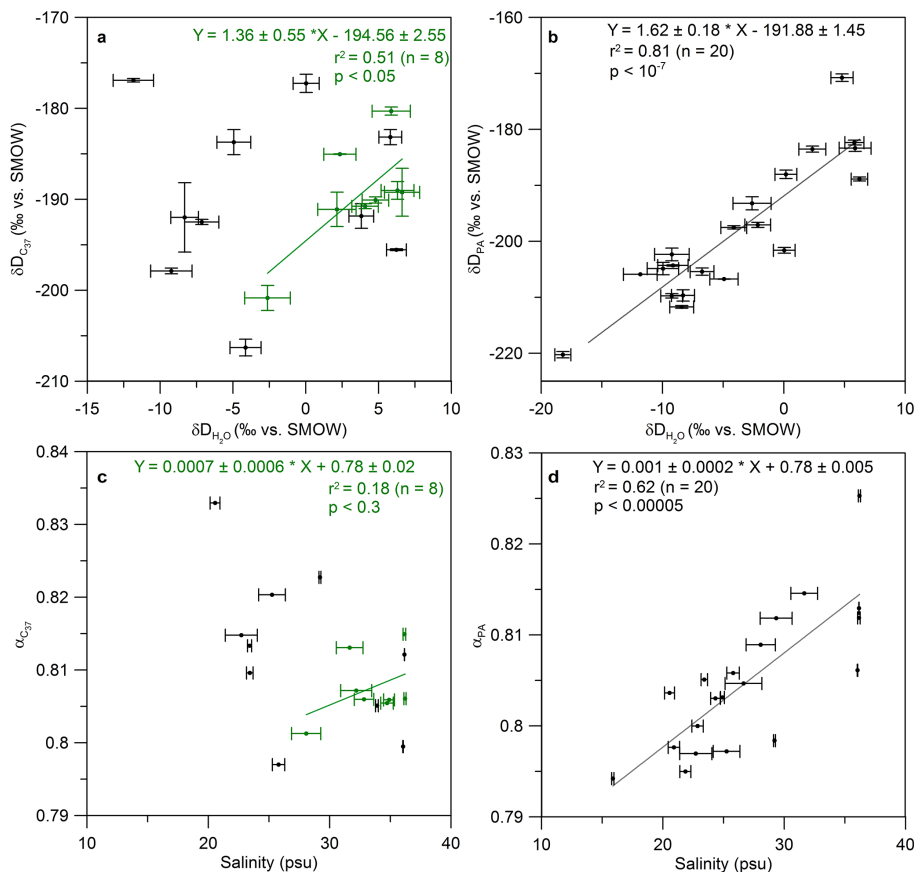 a
Y = 1.36 ± 0.55 *X - 194.56 ± 2.55
r² = 0.51 (n = 8)
p < 0.05
-170
-180
-190
-200
-210
δD_C37 (‰ vs. SMOW)
-15 -10 -5 0 5 10
δD_H₂O (‰ vs. SMOW)
b
Y = 1.62 ± 0.18 * X - 191.88 ± 1.45
r² = 0.81 (n = 20)
p < 10⁻⁷
-160
-180
-200
-220
δD_PA (‰ vs. SMOW)
-20 -10 0 10
δD_H₂O (‰ vs. SMOW)
c
Y = 0.0007 ± 0.0006 * X + 0.78 ± 0.02
r² = 0.18 (n = 8)
p < 0.3
0.84
0.83
0.82
0.81
0.8
0.79
α_C37
10 20 30 40
Salinity (psu)
d
Y = 0.001 ± 0.0002 * X + 0.78 ± 0.005
r² = 0.62 (n = 20)
p < 0.00005
0.83
0.82
0.81
0.8
0.79
α_PA
10 20 30 40
Salinity (psu)